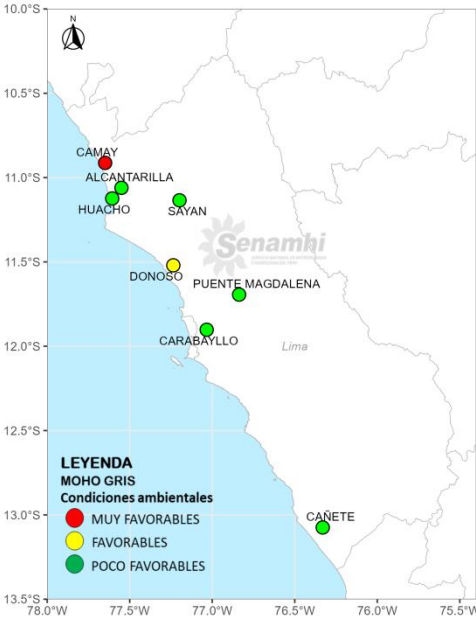 10.0°S
N
10.5°S
CAMAY
11.0°S
ALCANTARILLA
HUACHO
SAYAN
Senamhi
11.5°S
DONOSO
PUENTE MAGDALENA
CARABAYLLO
12.0°S
Lima
12.5°S
LEYENDA
MOHO GRIS
Condiciones ambientales
MUY FAVORABLES
FAVORABLES
POCO FAVORABLES
CAÑETE
13.0°S
13.5°S
78.0°W 77.5°W 77.0°W 76.5°W 76.0°W 75.5°W